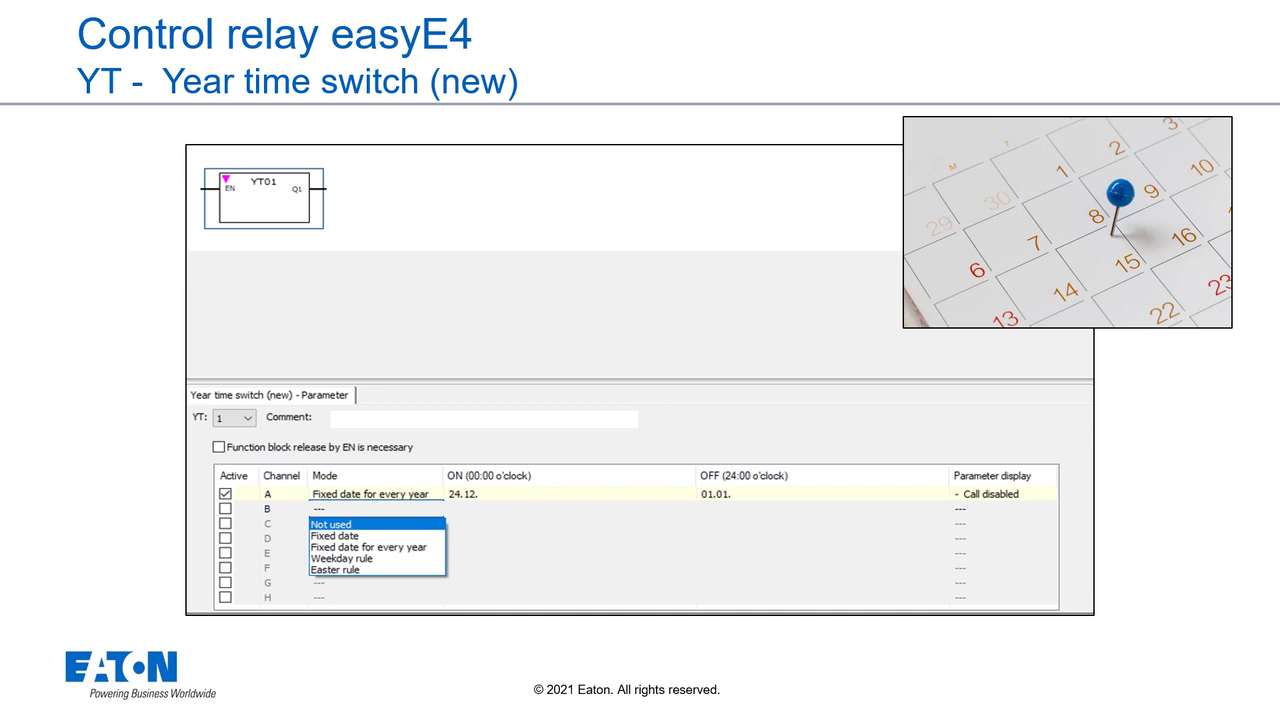 Control relay easyE4
YT - Year time switch (new)
YT01
EN Q1
M T
29 30 1 2 3
6 7 8 9 10
13 14 15 16
22 23
Year time switch (new) - Parameter
YT: 1 Comment:
Function block release by EN is necessary
Active Channel Mode ON (00:00 o'clock) OFF (24:00 o'clock) Parameter display
A Fixed date for every year 24.12. 01.01. - Call disabled
B --- ---
C ---
D ---
E ---
F ---
G --- ---
H --- ---
Not used
Fixed date
Fixed date for every year
Weekday rule
Easter rule
EATON
Powering Business Worldwide
© 2021 Eaton. All rights reserved.